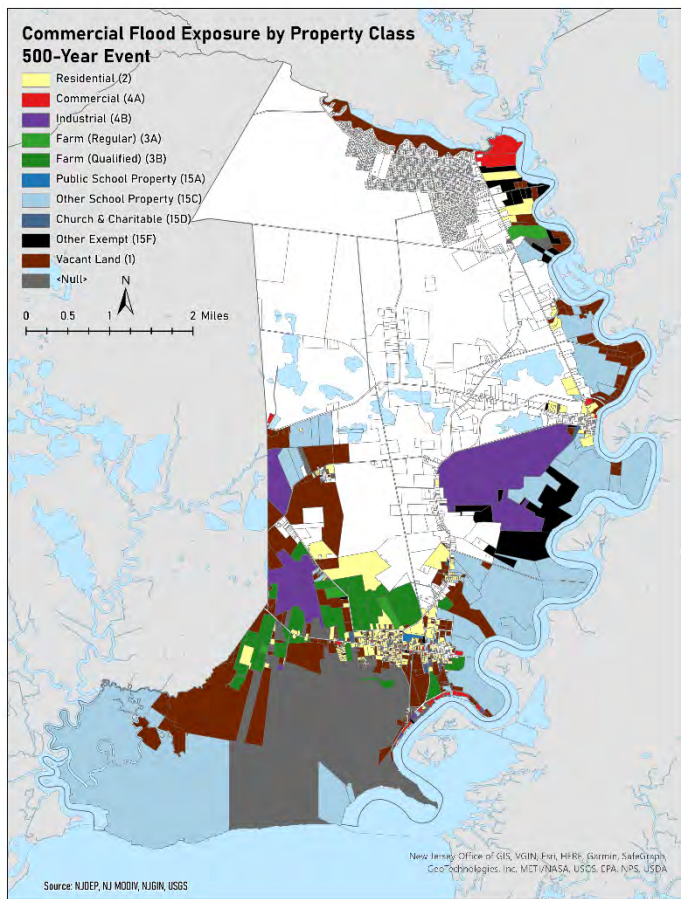 Commercial Flood Exposure by Property Class
500-Year Event
Residential (2)
Commercial (4A)
Industrial (4B)
Farm (Regular) (3A)
Farm (Qualified) (3B)
Public School Property (15A)
Other School Property (15C)
Church & Charitable (15D)
Other Exempt (15F)
Vacant Land (1)
<Null>
N
0 0.5 1 2 Miles
New Jersey Office of GIS, VGIN, Esri, HERE, Garmin, SafeGraph,
GeoTechnologies, Inc, METI/NASA, USGS, EPA, NPS, USDA
Source: NJDEP, NJ MODIV, NJGIN, USGS